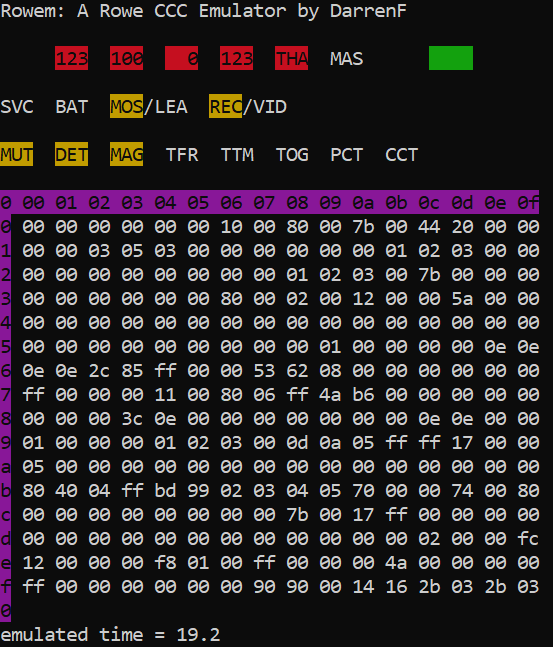 Rowem: A Rowe CCC Emulator by DarrenF
123 100 0 123 THA MAS
SVC BAT MOS/LEA REC/VID
MUT DET MAG TFR TTM TOG PCT CCT
0 00 01 02 03 04 05 06 07 08 09 0a 0b 0c 0d 0e 0f
0 00 00 00 00 00 00 10 00 80 00 7b 00 44 20 00 00
1 00 00 03 05 03 00 00 00 00 00 00 01 02 03 00 00
2 00 00 00 00 00 00 00 00 01 02 03 00 7b 00 00 00
3 00 00 00 00 00 00 80 00 02 00 12 00 00 5a 00 00
4 00 00 00 00 00 00 00 00 00 00 00 00 00 00 00 00
5 00 00 00 00 00 00 00 00 00 01 00 00 00 00 0e 0e
6 0e 0e 2c 85 ff 00 00 53 62 08 00 00 00 00 00 00
7 ff 00 00 00 11 00 80 06 ff 4a b6 00 00 00 00 00
8 00 00 00 3c 0e 00 00 00 00 00 00 00 0e 0e 00 00
9 01 00 00 00 01 02 03 00 0d 0a 05 ff ff 17 00 00
a 05 00 00 00 00 00 00 00 00 00 00 00 00 00 00 00
b 80 40 04 ff bd 99 02 03 04 05 70 00 00 74 00 80
c 00 00 00 00 00 00 00 00 7b 00 17 ff 00 00 00 00
d 00 00 00 00 00 00 00 00 00 00 00 00 02 00 00 fc
e 12 00 00 00 f8 01 00 ff 00 00 00 00 4a 00 00 00 00
f ff 00 00 00 00 00 00 90 90 00 14 16 2b 03 2b 03
0
emulated time = 19.2